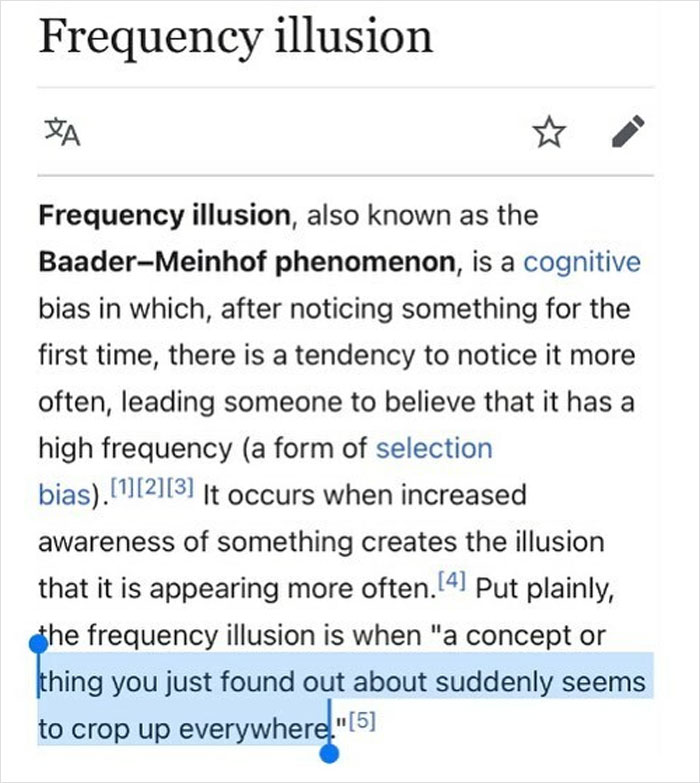 Frequency illusion
文A
Frequency illusion, also known as the
Baader–Meinhof phenomenon, is a cognitive
bias in which, after noticing something for the
first time, there is a tendency to notice it more
often, leading someone to believe that it has a
high frequency (a form of selection
bias).[1][2][3] It occurs when increased
awareness of something creates the illusion
that it is appearing more often.[4] Put plainly,
the frequency illusion is when "a concept or
thing you just found out about suddenly seems
to crop up everywhere."[5]